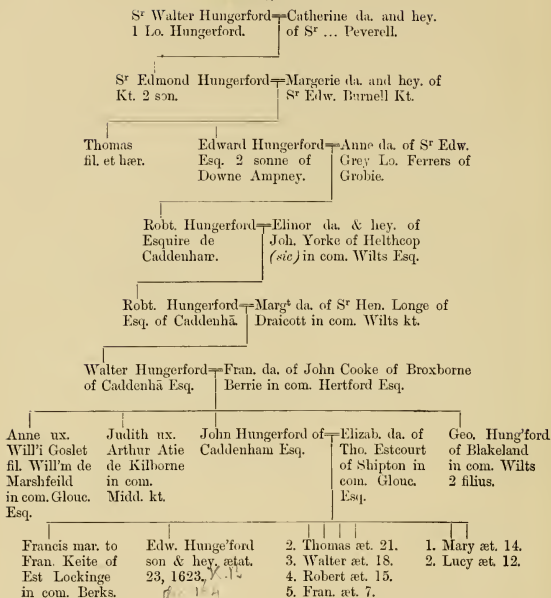 Sʳ Walter Hungerford=Catherine da. and hey.
1 Lo. Hungerford. of Sʳ ... Peverell.
Sʳ Edmond Hungerford=Margerie da. and hey. of
Kt. 2 son. Sʳ Edw. Burnell Kt.
Thomas Edward Hungerford=Anne da. of Sʳ Edw.
fil. et hær. Esq. 2 sonne of Grey Lo. Ferrers of
Downe Ampney. Grobie.
Robt. Hungerford=Elinor da. & hey. of
Esquire de Joh. Yorke of Helthcop
Caddenham. (sic) in com. Wilts Esq.
Robt. Hungerford=Margᵗ da. of Sʳ Hen. Longe of
Esq. of Caddenhā. Draicott in com. Wilts kt.
Walter Hungerford=Fran. da. of John Cooke of Broxborne
of Caddenhā Esq. Berrie in com. Hertford Esq.
Anne ux.
Will'i Goslet
fil. Will'm de
Marshfeild
in com. Glouc.
Esq.
Judith ux.
Arthur Atie
de Kilborne
in com.
Midd. kt.
John Hungerford of=Elizab. da. of
Caddenham Esq. Tho. Estcourt
of Shipton in
com. Glouc.
Esq.
Geo. Hung'ford
of Blakeland
in com. Wilts
2 filius.
Francis mar. to
Fran. Keite of
Est Lockinge
in com. Berks.
Edw. Hunge'ford
son & hey. ætat.
23, 1623.
2. Thomas æt. 21.
3. Walter æt. 18.
4. Robert æt. 15.
5. Fran. æt. 7.
1. Mary æt. 14.
2. Lucy æt. 12.